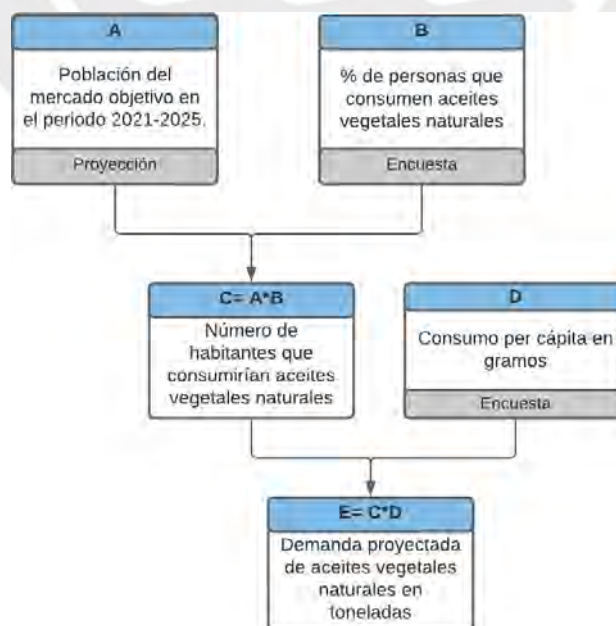 A
Población del
mercado objetivo en
el periodo 2021-2025.
Proyección
B
% de personas que
consumen aceites
vegetales naturales
Encuesta
C= A*B
Número de
habitantes que
consumirían aceites
vegetales naturales
D
Consumo per cápita en
gramos
Encuesta
E= C*D
Demanda proyectada
de aceites vegetales
naturales en
toneladas